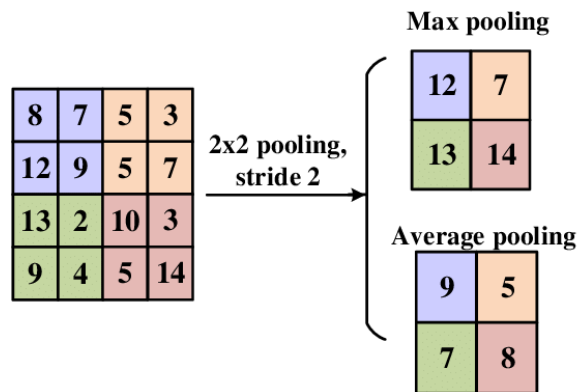 Max pooling
12 7
13 14
8 7 5 3
12 9 5 7
13 2 10 3
9 4 5 14
2x2 pooling,
stride 2
Average pooling
9 5
7 8